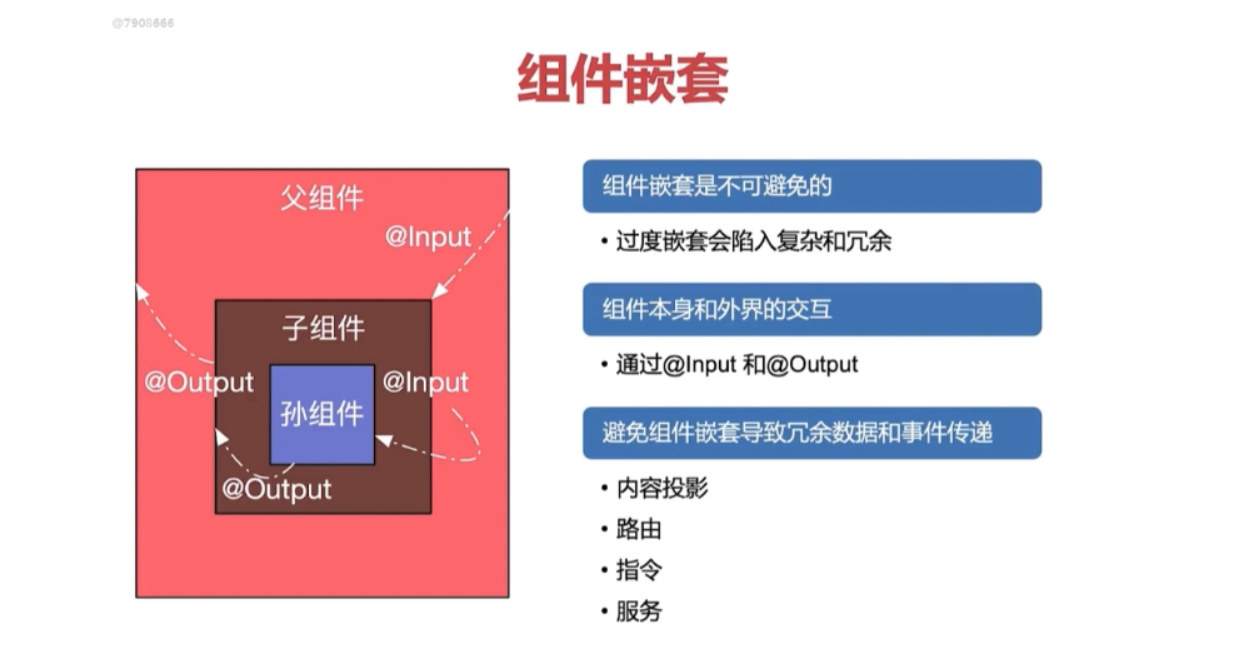 @7908666
组件嵌套
父组件
@Input
子组件
@Output
孙组件
@Input
@Output
组件嵌套是不可避免的
• 过度嵌套会陷入复杂和冗余
组件本身和外界的交互
• 通过@Input 和@Output
避免组件嵌套导致冗余数据和事件传递
• 内容投影
• 路由
• 指令
• 服务